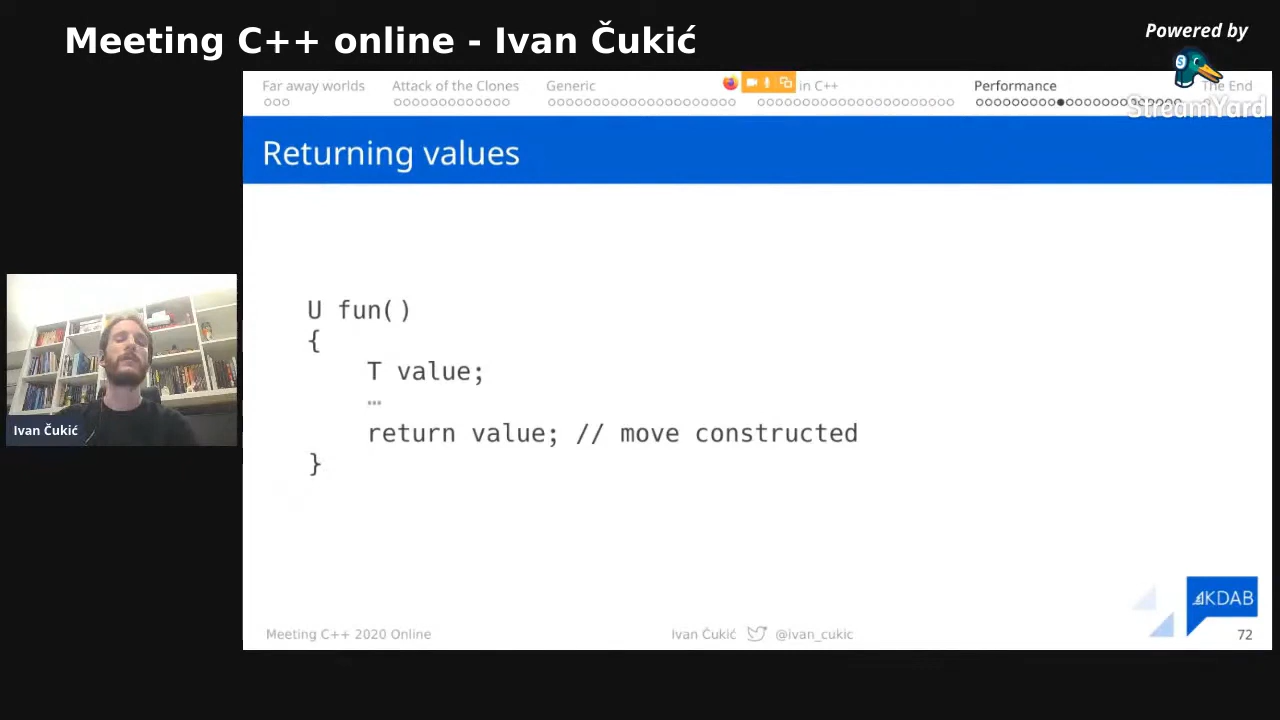 Meeting C++ online - Ivan Čukić
Powered by
StreamYard
Far away worlds
Attack of the Clones
Generic
in C++
Performance
The End
Returning values
U fun()
{
T value;
…
return value; // move constructed
}
Ivan Čukić
KDAB
Meeting C++ 2020 Online
Ivan Čukić
@ivan_cukic
72